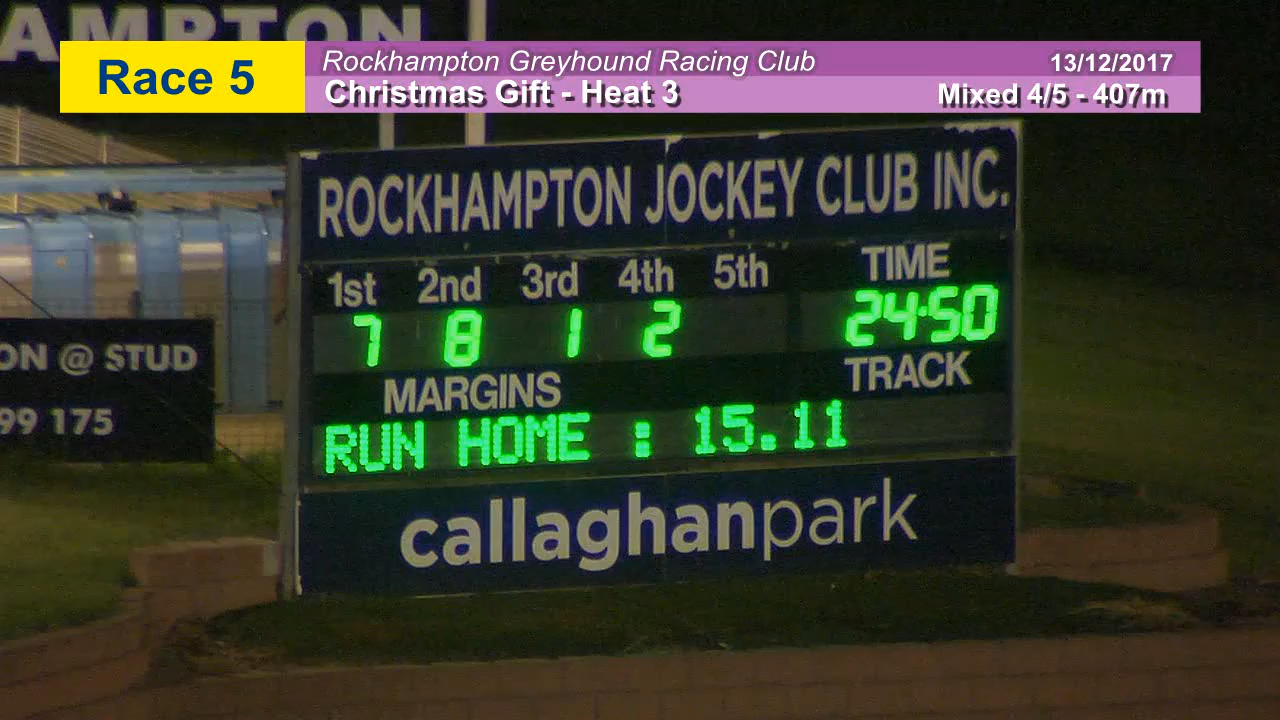 AMPTON
Race 5
Rockhampton Greyhound Racing Club
13/12/2017
Christmas Gift - Heat 3
Mixed 4/5 - 407m
ROCKHAMPTON JOCKEY CLUB INC.
1st 2nd 3rd 4th 5th TIME
7 8 1 2 24.50
MARGINS TRACK
RUN HOME : 15.11
callaghanpark
ON @ STUD
99 175